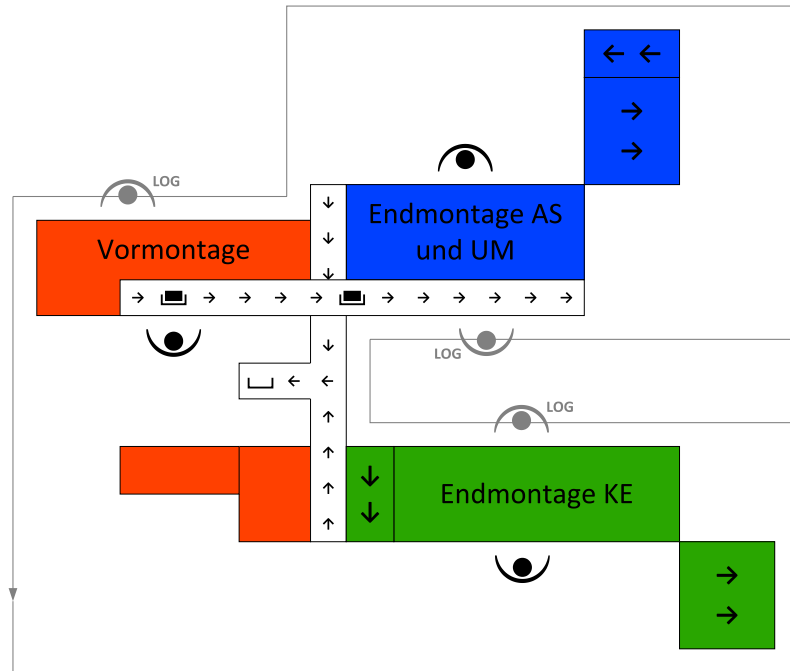 LOG
Endmontage AS
und UM
Vormontage
LOG
LOG
Endmontage KE